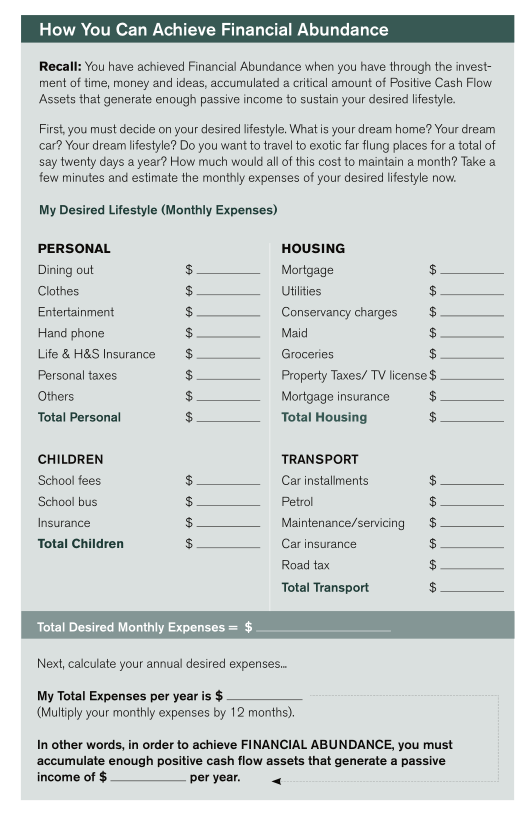 How You Can Achieve Financial Abundance
Recall: You have achieved Financial Abundance when you have through the invest-
ment of time, money and ideas, accumulated a critical amount of Positive Cash Flow
Assets that generate enough passive income to sustain your desired lifestyle.
First, you must decide on your desired lifestyle. What is your dream home? Your dream
car? Your dream lifestyle? Do you want to travel to exotic far flung places for a total of
say twenty days a year? How much would all of this cost to maintain a month? Take a
few minutes and estimate the monthly expenses of your desired lifestyle now.
My Desired Lifestyle (Monthly Expenses)
PERSONAL
Dining out $ ________
Clothes $ ________
Entertainment $ ________
Hand phone $ ________
Life & H&S Insurance $ ________
Personal taxes $ ________
Others $ ________
Total Personal $ ________
HOUSING
Mortgage $ ________
Utilities $ ________
Conservancy charges $ ________
Maid $ ________
Groceries $ ________
Property Taxes/ TV license $ ________
Mortgage insurance $ ________
Total Housing $ ________
CHILDREN
School fees $ ________
School bus $ ________
Insurance $ ________
Total Children $ ________
TRANSPORT
Car installments $ ________
Petrol $ ________
Maintenance/servicing $ ________
Car insurance $ ________
Road tax $ ________
Total Transport $ ________
Total Desired Monthly Expenses = $ ________________
Next, calculate your annual desired expenses...
My Total Expenses per year is $ __________
(Multiply your monthly expenses by 12 months).
In other words, in order to achieve FINANCIAL ABUNDANCE, you must
accumulate enough positive cash flow assets that generate a passive
income of $ __________ per year.